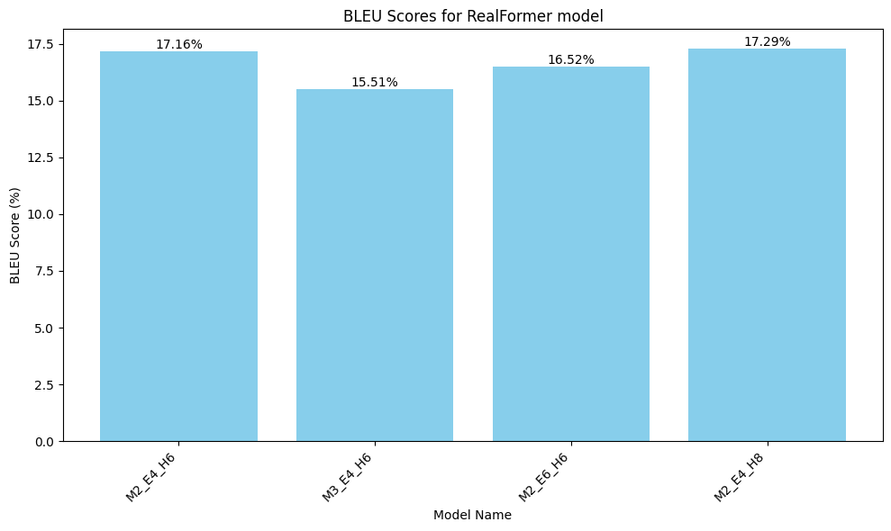 BLEU Scores for RealFormer model
17.5
15.0
12.5
10.0
7.5
5.0
2.5
0.0
BLEU Score (%)
17.16%
15.51%
16.52%
17.29%
M2_E4_H6
M3_E4_H6
M2_E6_H6
M2_E4_H8
Model Name